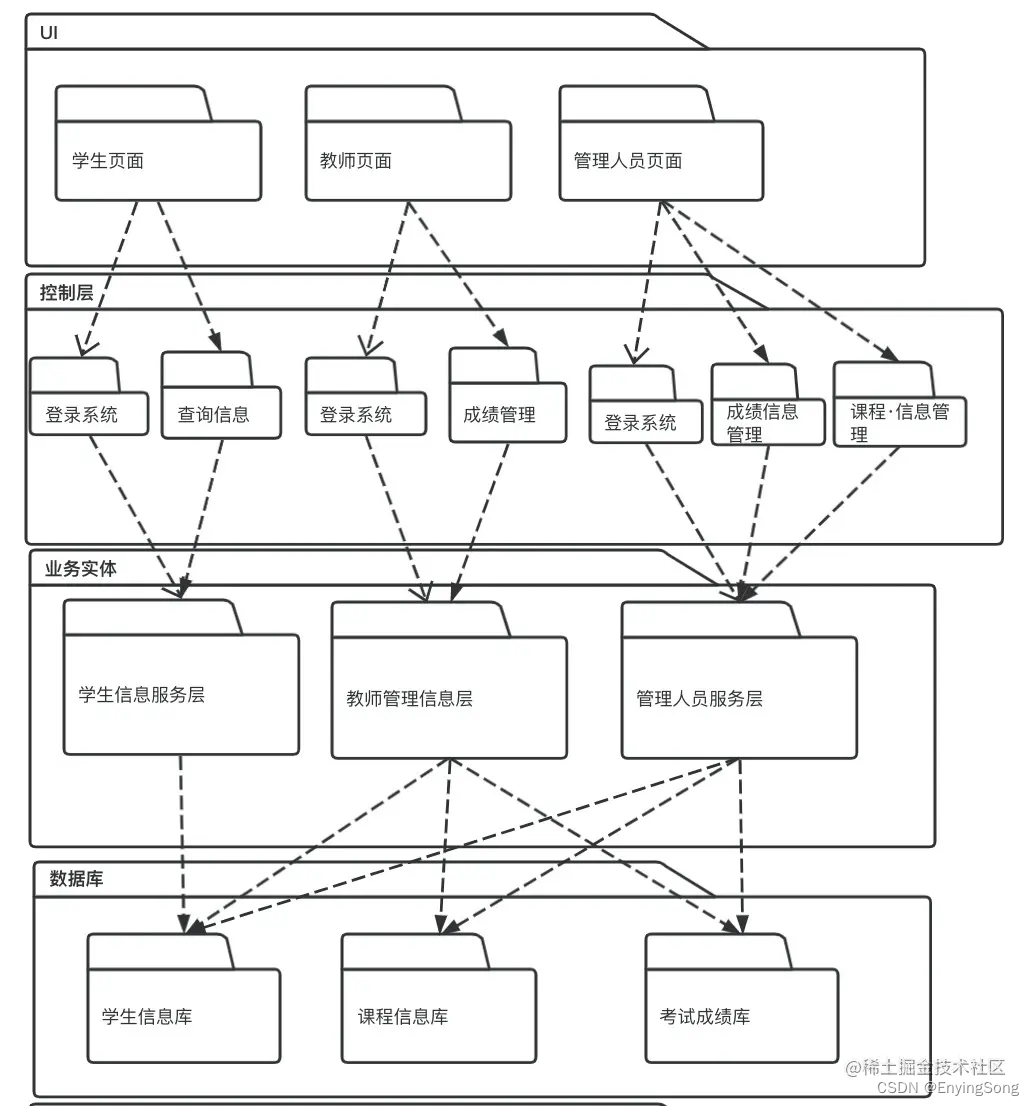 UI
学生页面
教师页面
管理人员页面
控制层
登录系统
查询信息
登录系统
成绩管理
登录系统
成绩信息
管理
课程·信息管
理
业务实体
学生信息服务层
教师管理信息层
管理人员服务层
数据库
学生信息库
课程信息库
考试成绩库
@稀土掘金技术社区
CSDN @EnyingSong